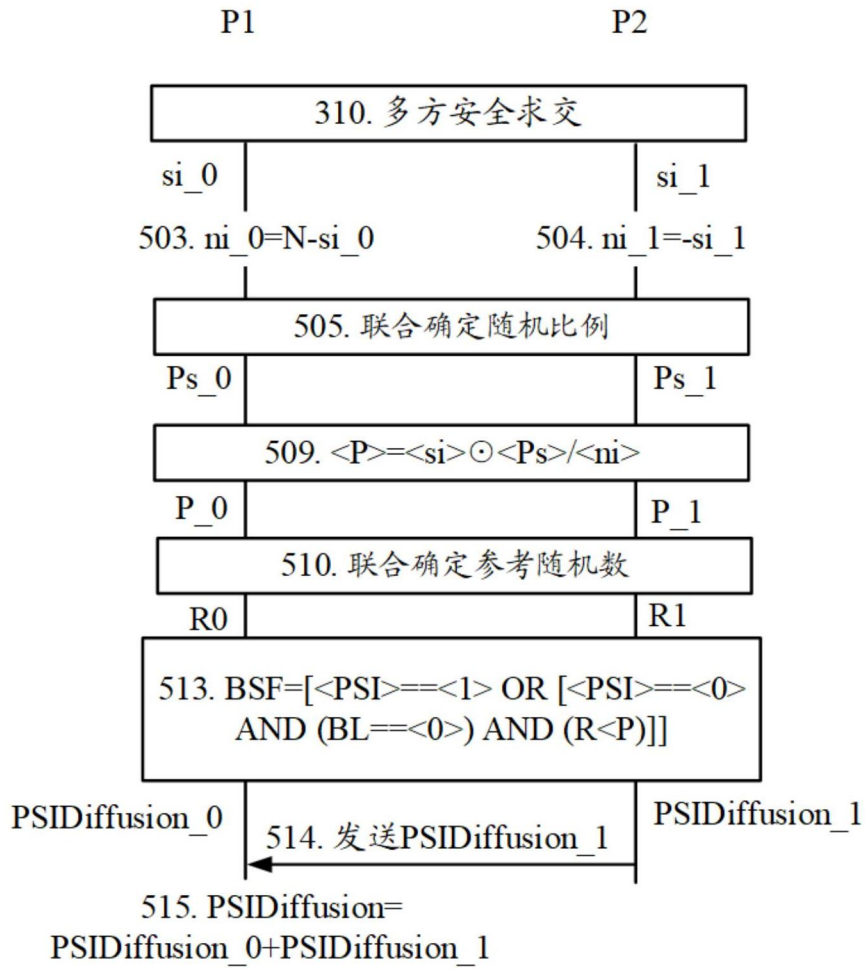 P1 P2
310. 多方安全求交
si_0 si_1
503. ni_0=N-si_0 504. ni_1=-si_1
505. 联合确定随机比例
Ps_0 Ps_1
509. <P>=<si>⊙<Ps>/<ni>
P_0 P_1
510. 联合确定参考随机数
R0 R1
513. BSF=[<PSI>==<1> OR [<PSI>==<0>
AND (BL==<0>) AND (R<P)]]
PSIDiffusion_0 PSIDiffusion_1
514. 发送PSIDiffusion_1
515. PSIDiffusion=
PSIDiffusion_0+PSIDiffusion_1